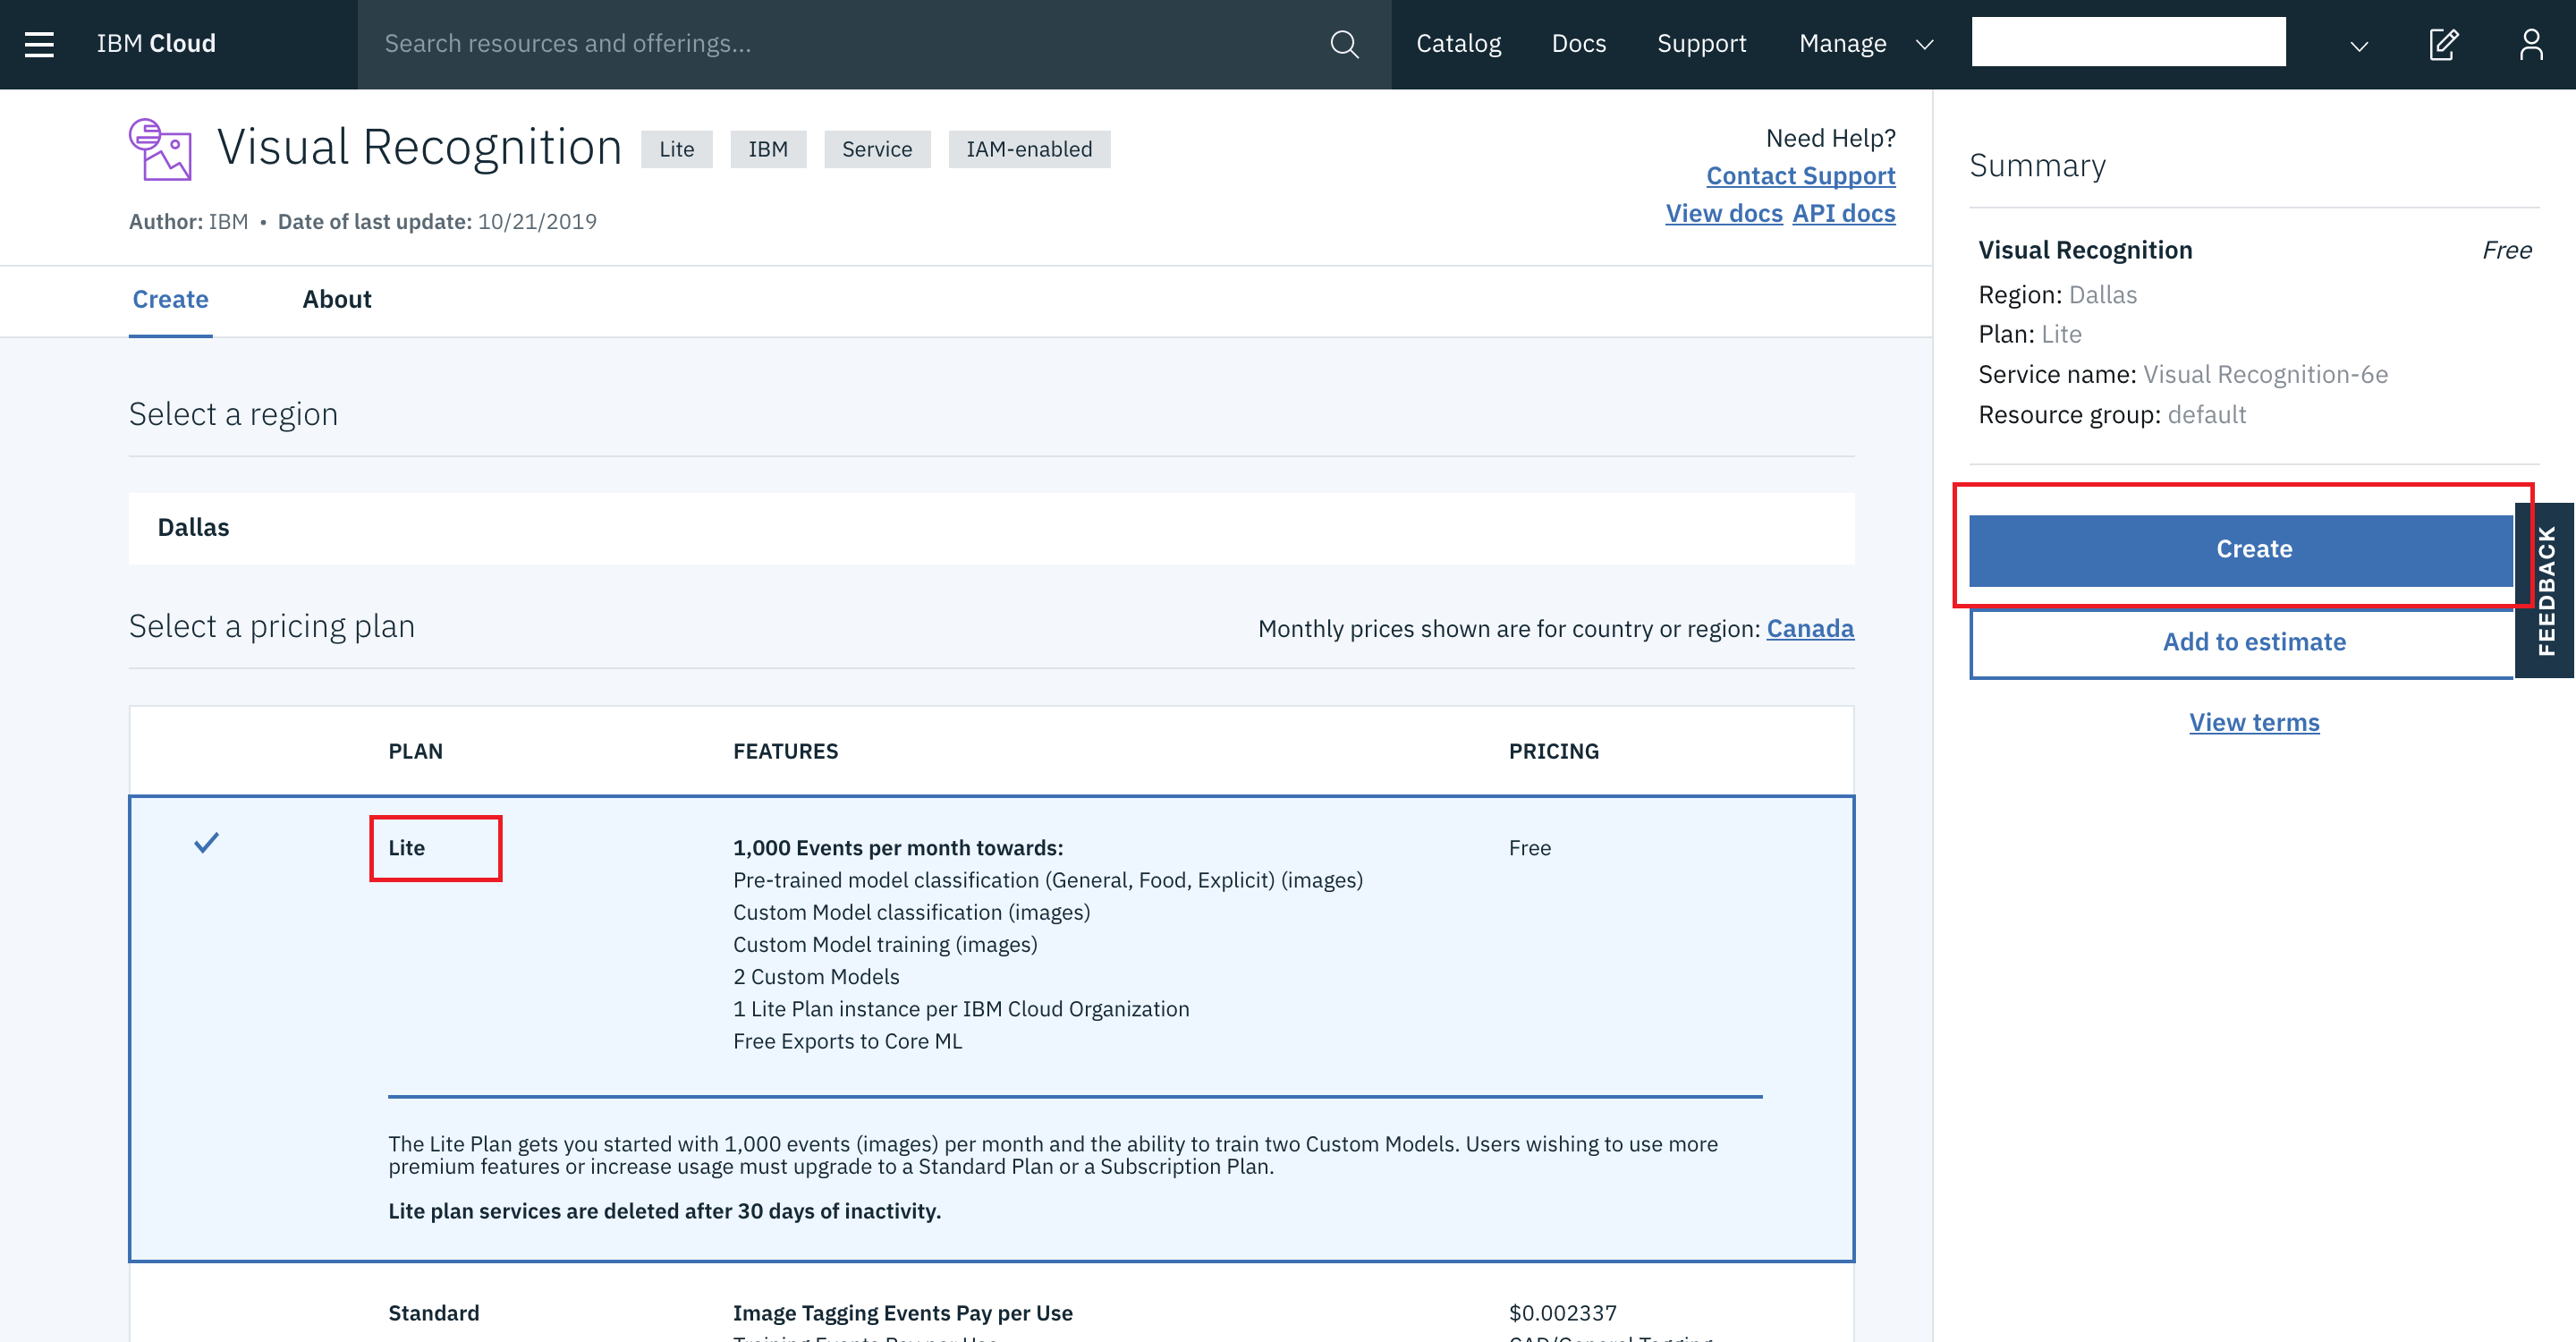 IBM Cloud
Search resources and offerings...
Catalog
Docs
Support
Manage
Visual Recognition
Lite
IBM
Service
IAM-enabled
Author: IBM • Date of last update: 10/21/2019
Need Help?
Contact Support
View docs API docs
Create
About
Select a region
Dallas
Select a pricing plan
Monthly prices shown are for country or region: Canada
PLAN
FEATURES
PRICING
Lite
1,000 Events per month towards:
Free
Pre-trained model classification (General, Food, Explicit) (images)
Custom Model classification (images)
Custom Model training (images)
2 Custom Models
1 Lite Plan instance per IBM Cloud Organization
Free Exports to Core ML
The Lite Plan gets you started with 1,000 events (images) per month and the ability to train two Custom Models. Users wishing to use more
premium features or increase usage must upgrade to a Standard Plan or a Subscription Plan.
Lite plan services are deleted after 30 days of inactivity.
Standard
Image Tagging Events Pay per Use
$0.002337
Summary
Visual Recognition
Free
Region: Dallas
Plan: Lite
Service name: Visual Recognition-6e
Resource group: default
Create
Add to estimate
View terms
FEEDBACK